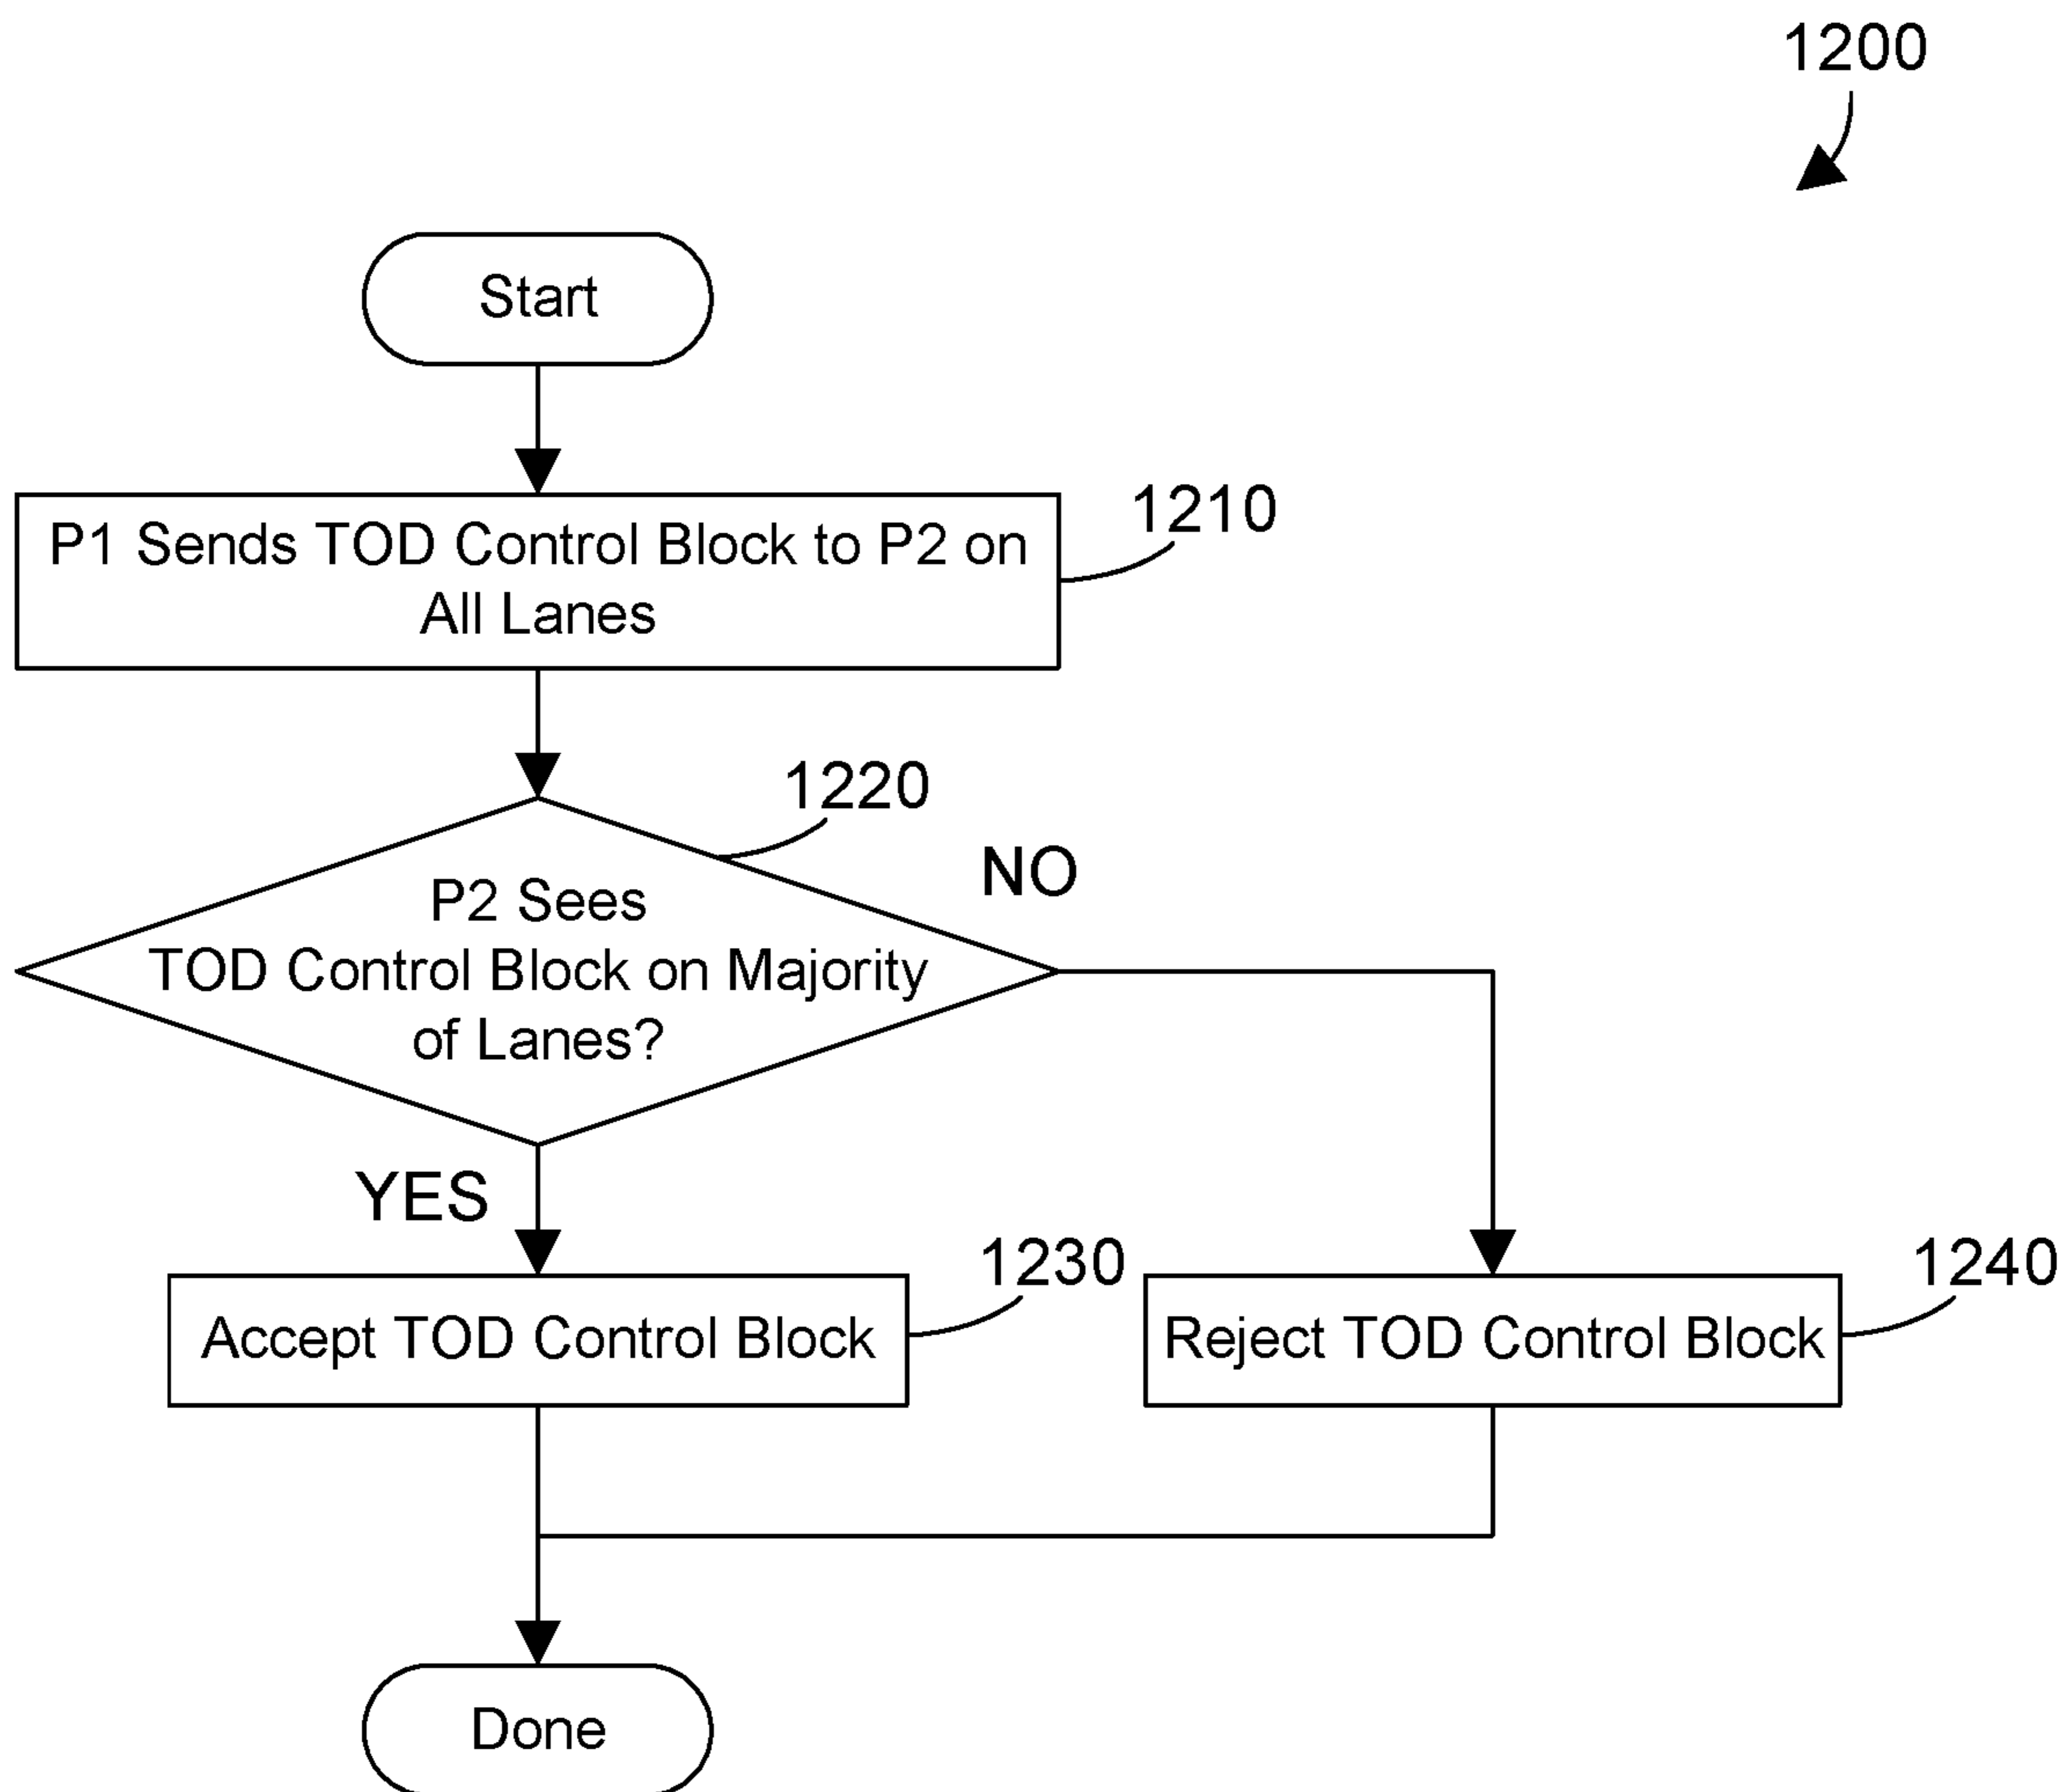 1200
Start
P1 Sends TOD Control Block to P2 on
All Lanes
1210
1220
NO
P2 Sees
TOD Control Block on Majority
of Lanes?
YES
1230
1240
Accept TOD Control Block
Reject TOD Control Block
Done